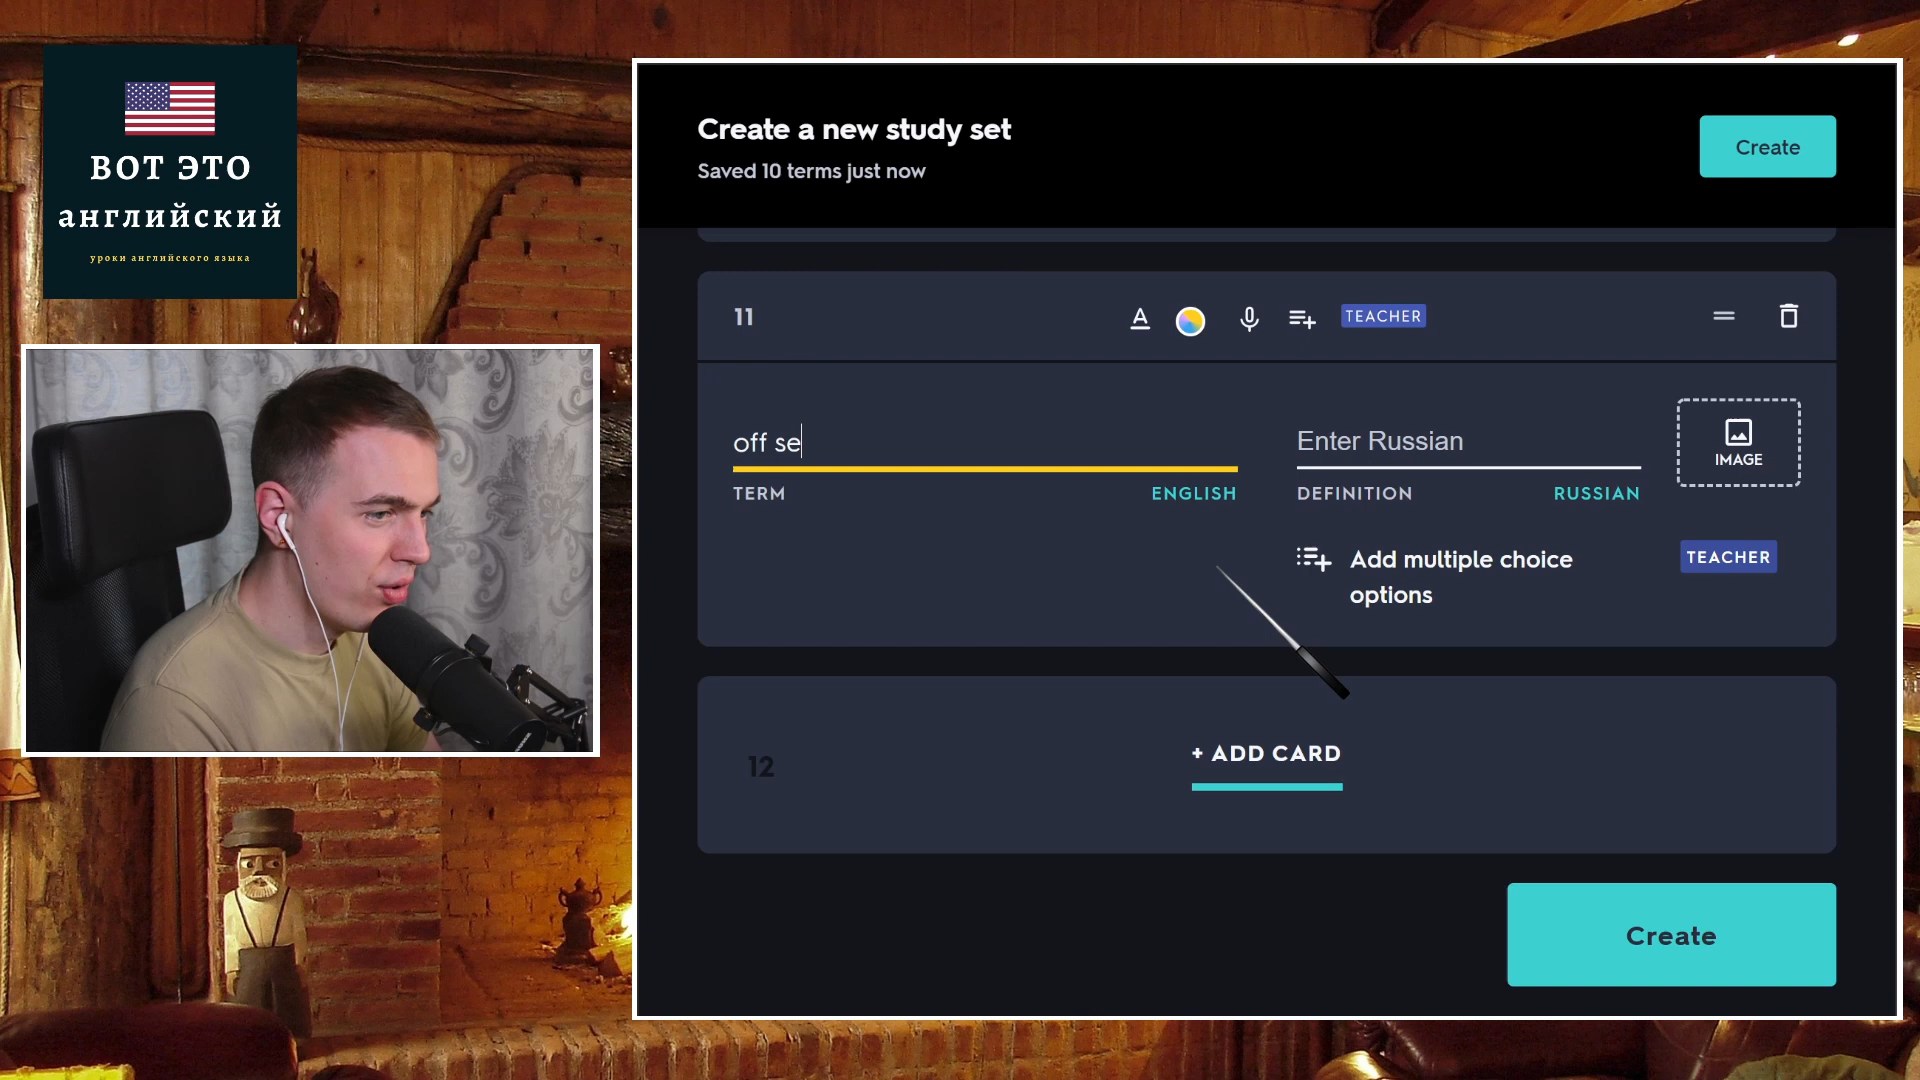 ВОТ ЭТО
английский
уроки английского языка
Create a new study set
Saved 10 terms just now
Create
11
A
TEACHER
off se
Enter Russian
IMAGE
TERM
ENGLISH
DEFINITION
RUSSIAN
Add multiple choice
options
TEACHER
12
+ ADD CARD
Create